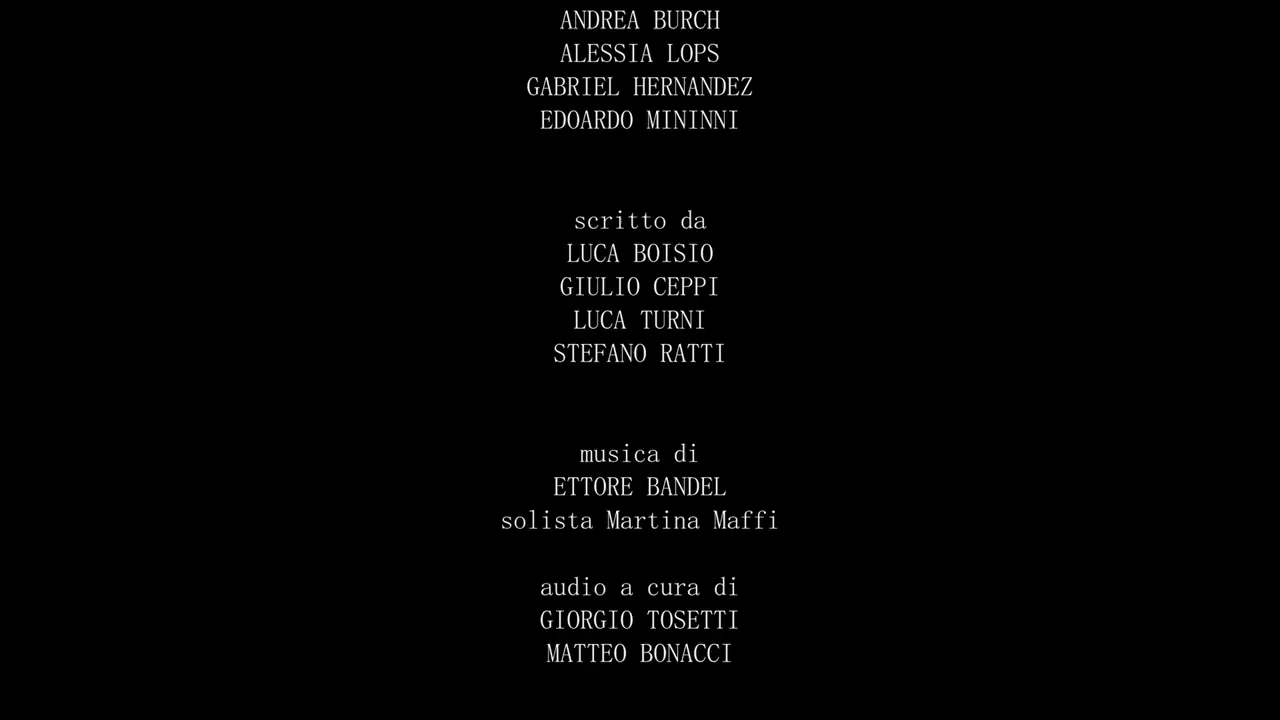 ANDREA BURCH
ALESSIA LOPS
GABRIEL HERNANDEZ
EDOARDO MININNI
scritto da
LUCA BOISIO
GIULIO CEPPI
LUCA TURNI
STEFANO RATTI
musica di
ETTORE BANDEL
solista Martina Maffi
audio a cura di
GIORGIO TOSETTI
MATTEO BONACCI